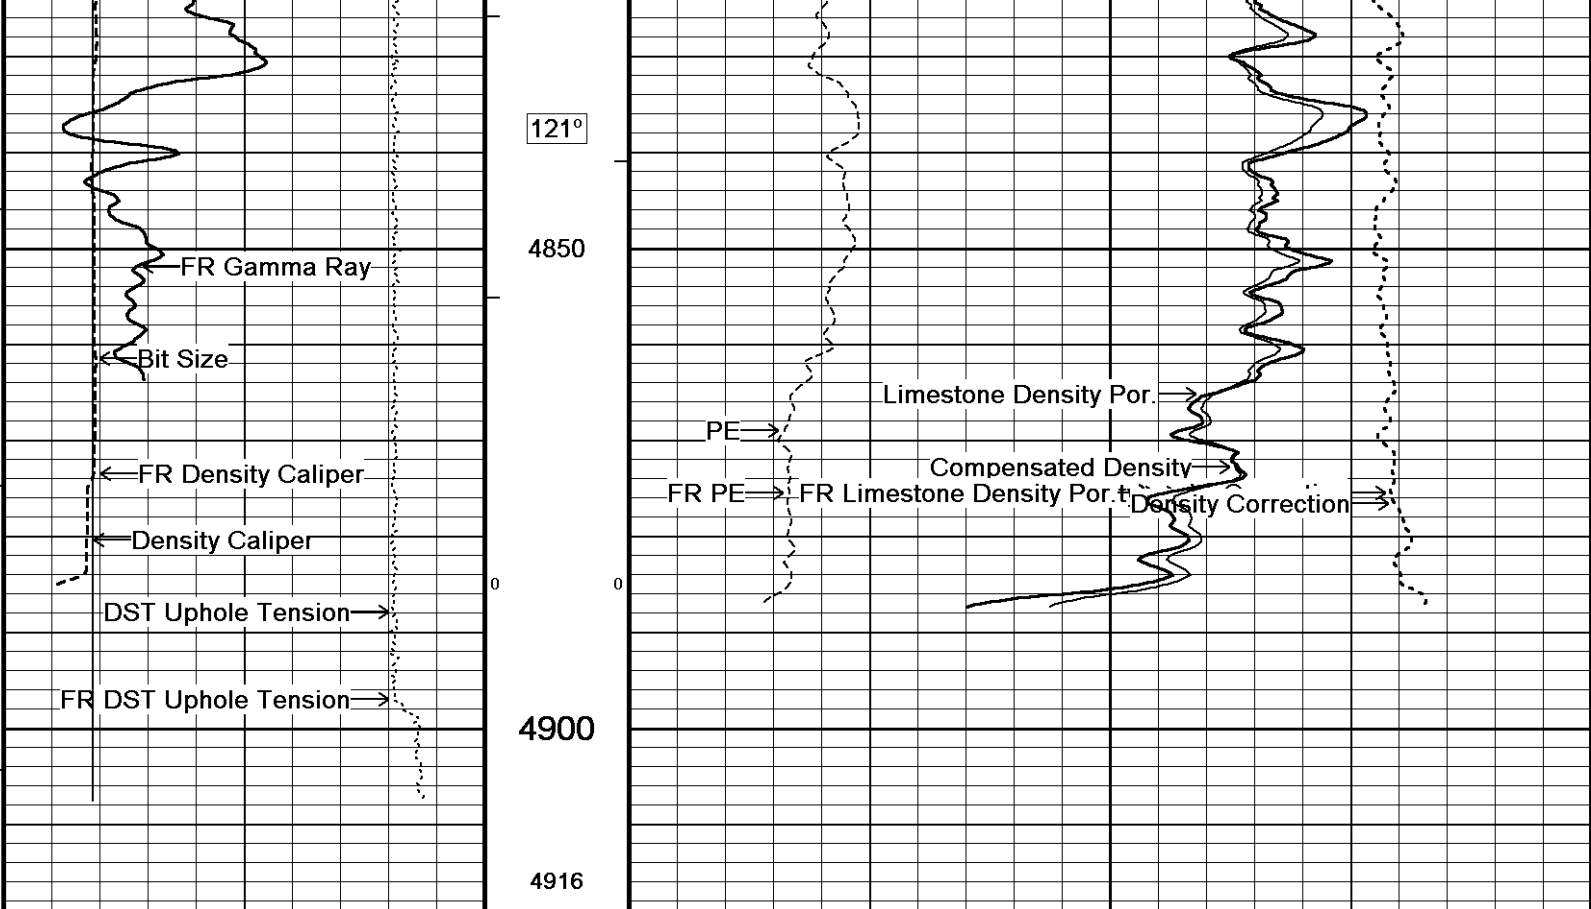 121°
4850
FR Gamma Ray
Bit Size
Limestone Density Por.
PE
Compensated Density
FR Density Caliper
FR PE
FR Limestone Density Por.
Density Correction
Density Caliper
0
0
DST Uphole Tension
FR DST Uphole Tension
4900
4916